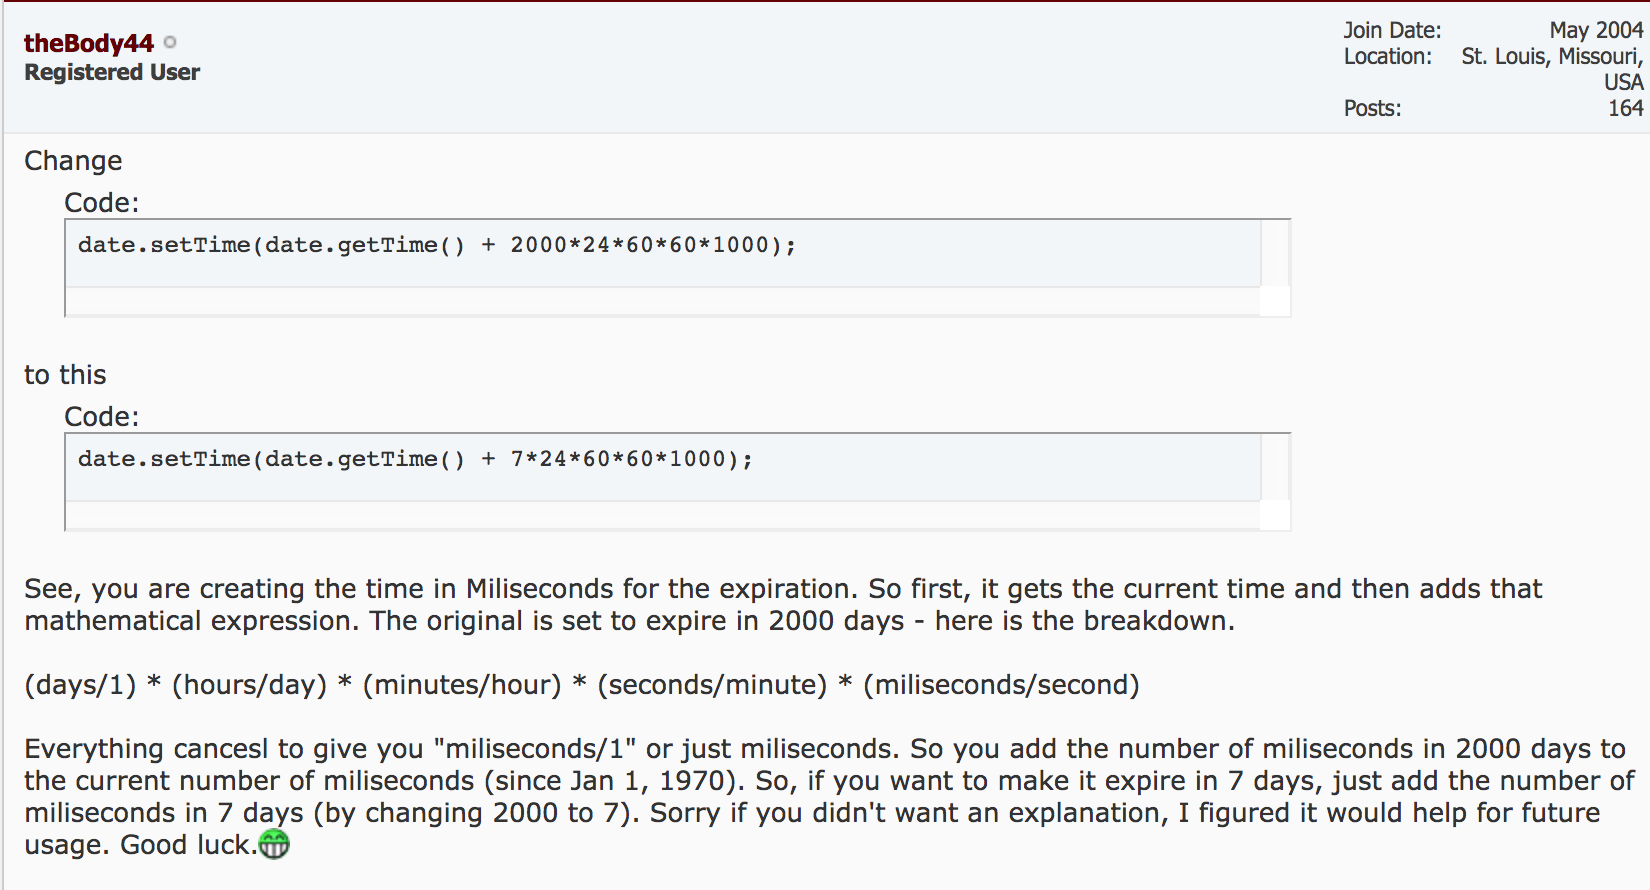 theBody44
Registered User
Join Date: May 2004
Location: St. Louis, Missouri,
USA
Posts: 164
Change
Code:
date.setTime(date.getTime() + 2000*24*60*60*1000);
to this
Code:
date.setTime(date.getTime() + 7*24*60*60*1000);
See, you are creating the time in Miliseconds for the expiration. So first, it gets the current time and then adds that
mathematical expression. The original is set to expire in 2000 days - here is the breakdown.
(days/1) * (hours/day) * (minutes/hour) * (seconds/minute) * (miliseconds/second)
Everything cancesl to give you "miliseconds/1" or just miliseconds. So you add the number of miliseconds in 2000 days to
the current number of miliseconds (since Jan 1, 1970). So, if you want to make it expire in 7 days, just add the number of
miliseconds in 7 days (by changing 2000 to 7). Sorry if you didn't want an explanation, I figured it would help for future
usage. Good luck.